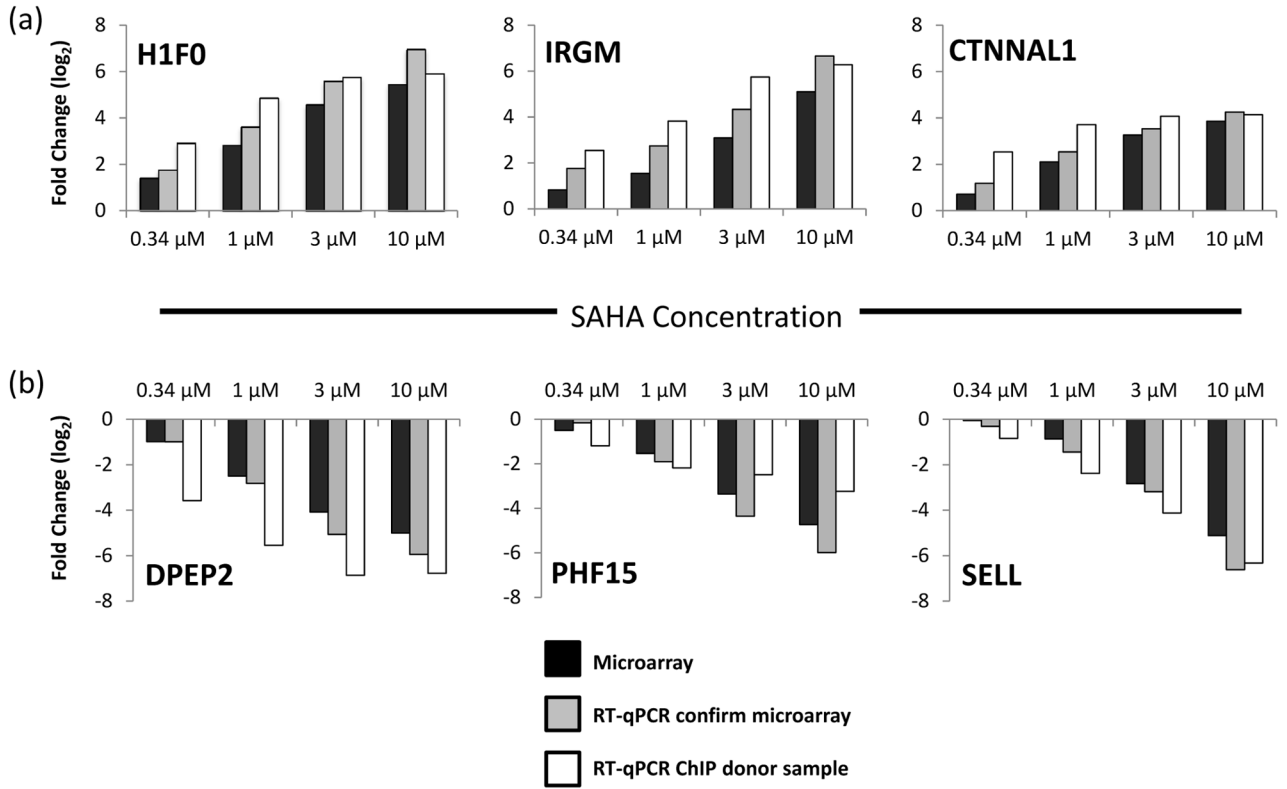 (a)
Fold Change (log2)
H1F0
8
6
4
2
0
0.34 µM 1 µM 3 µM 10 µM
IRGM
8
6
4
2
0
0.34 µM 1 µM 3 µM 10 µM
CTNNAL1
8
6
4
2
0
0.34 µM 1 µM 3 µM 10 µM
SAHA Concentration
(b)
Fold Change (log2)
0.34 µM 1 µM 3 µM 10 µM
0
-2
-4
-6
-8
DPEP2
0.34 µM 1 µM 3 µM 10 µM
0
-2
-4
-6
-8
PHF15
0.34 µM 1 µM 3 µM 10 µM
0
-2
-4
-6
-8
SELL
Microarray
RT-qPCR confirm microarray
RT-qPCR ChIP donor sample